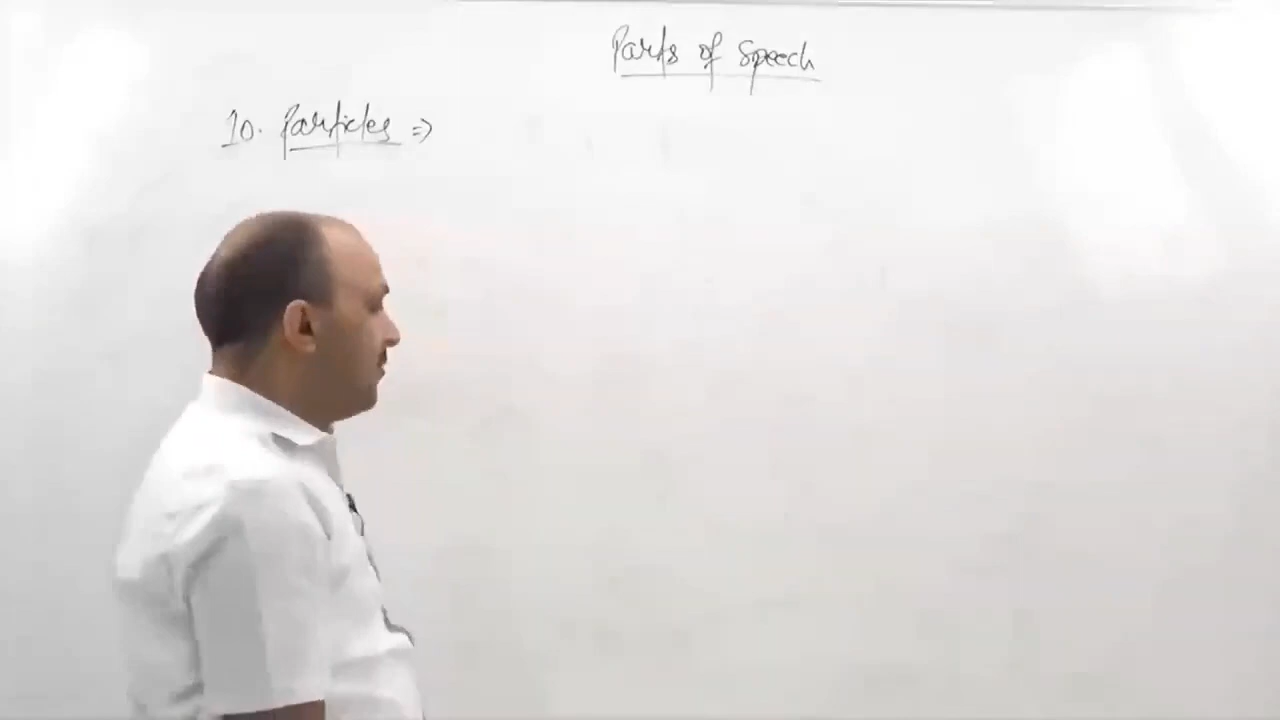 Parts of Speech
10. Particles ⇒